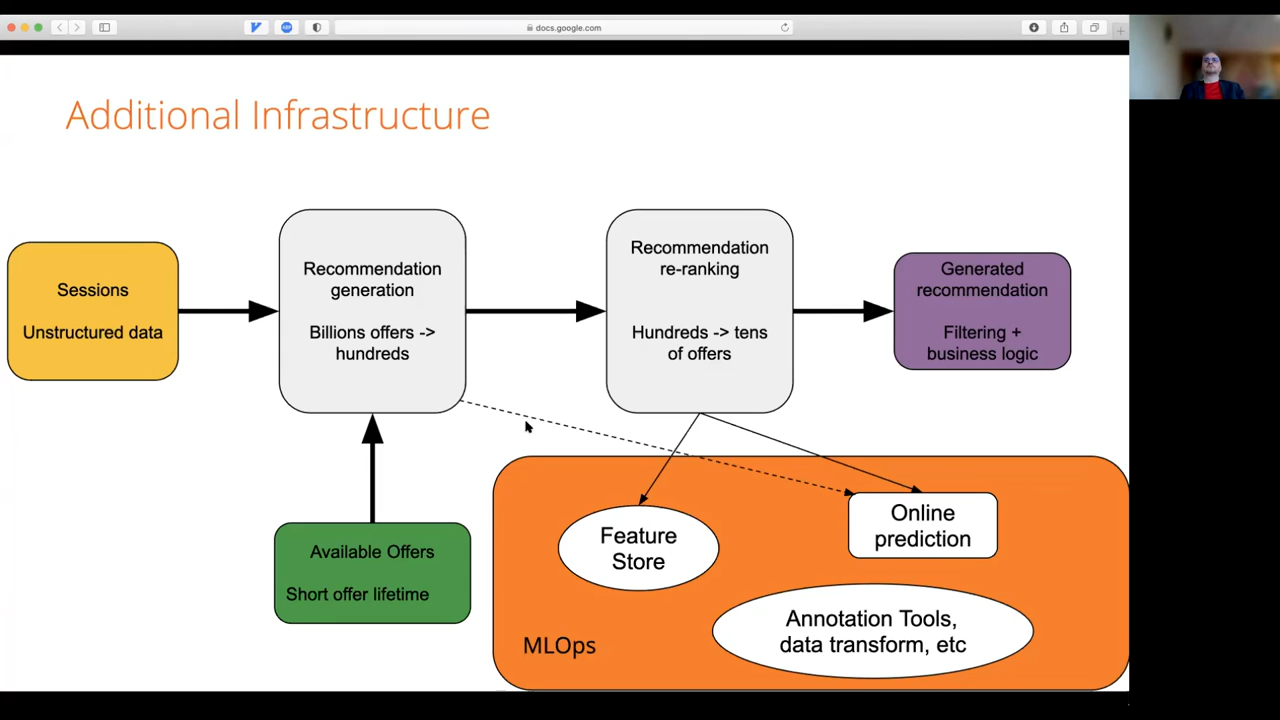 docs.google.com
Additional Infrastructure
Sessions
Unstructured data
Recommendation
generation
Billions offers ->
hundreds
Recommendation
re-ranking
Hundreds -> tens
of offers
Generated
recommendation
Filtering +
business logic
Available Offers
Short offer lifetime
Feature
Store
Online
prediction
Annotation Tools,
data transform, etc
MLOps